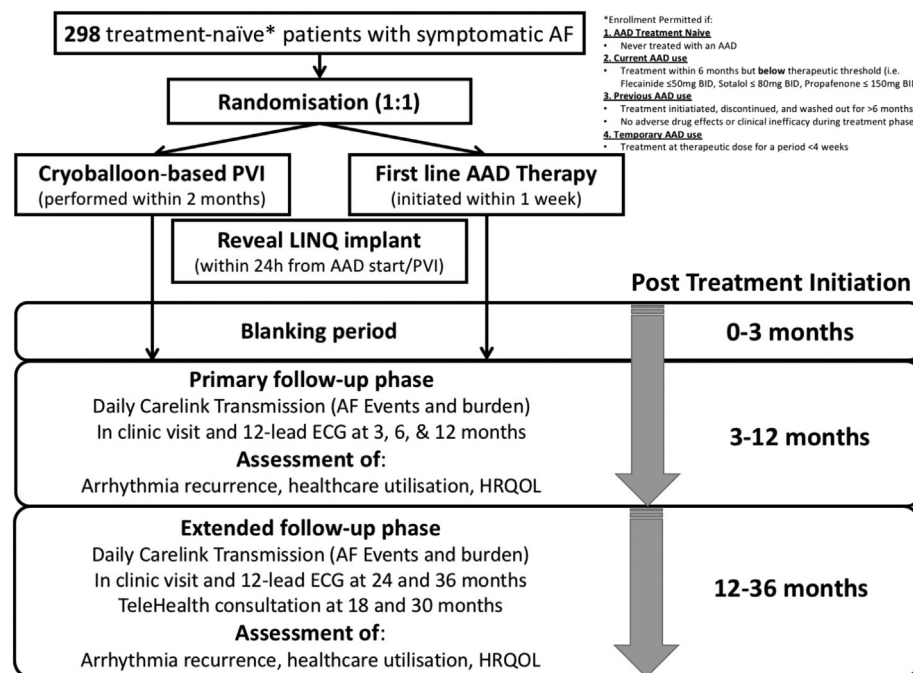 298 treatment-naïve* patients with symptomatic AF
*Enrollment Permitted if:
1. AAD Treatment Naive
• Never treated with an AAD
2. Current AAD use
• Treatment within 6 months but below therapeutic threshold (i.e.
Flecainide ≤50mg BID, Sotalol ≤ 80mg BID, Propafenone ≤ 150mg BI
3. Previous AAD use
• Treatment initiatiated, discontinued, and washed out for >6 months
• No adverse drug effects or clinical inefficacy during treatment phase
4. Temporary AAD use
• Treatment at therapeutic dose for a period <4 weeks
Randomisation (1:1)
Cryoballoon-based PVI
(performed within 2 months)
First line AAD Therapy
(initiated within 1 week)
Reveal LINQ implant
(within 24h from AAD start/PVI)
Post Treatment Initiation
Blanking period
0-3 months
Primary follow-up phase
Daily Carelink Transmission (AF Events and burden)
In clinic visit and 12-lead ECG at 3, 6, & 12 months
Assessment of:
Arrhythmia recurrence, healthcare utilisation, HRQOL
3-12 months
Extended follow-up phase
Daily Carelink Transmission (AF Events and burden)
In clinic visit and 12-lead ECG at 24 and 36 months
TeleHealth consultation at 18 and 30 months
Assessment of:
Arrhythmia recurrence, healthcare utilisation, HRQOL
12-36 months